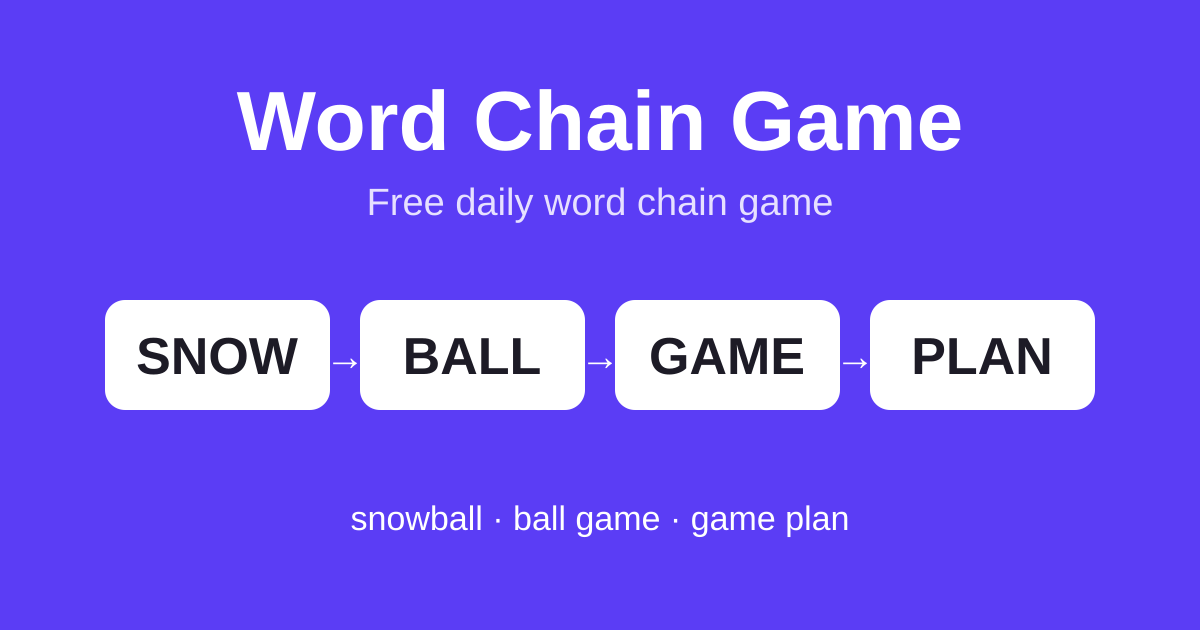 Word Chain Game
Free daily word chain game
SNOW → BALL → GAME → PLAN
snowball · ball game · game plan